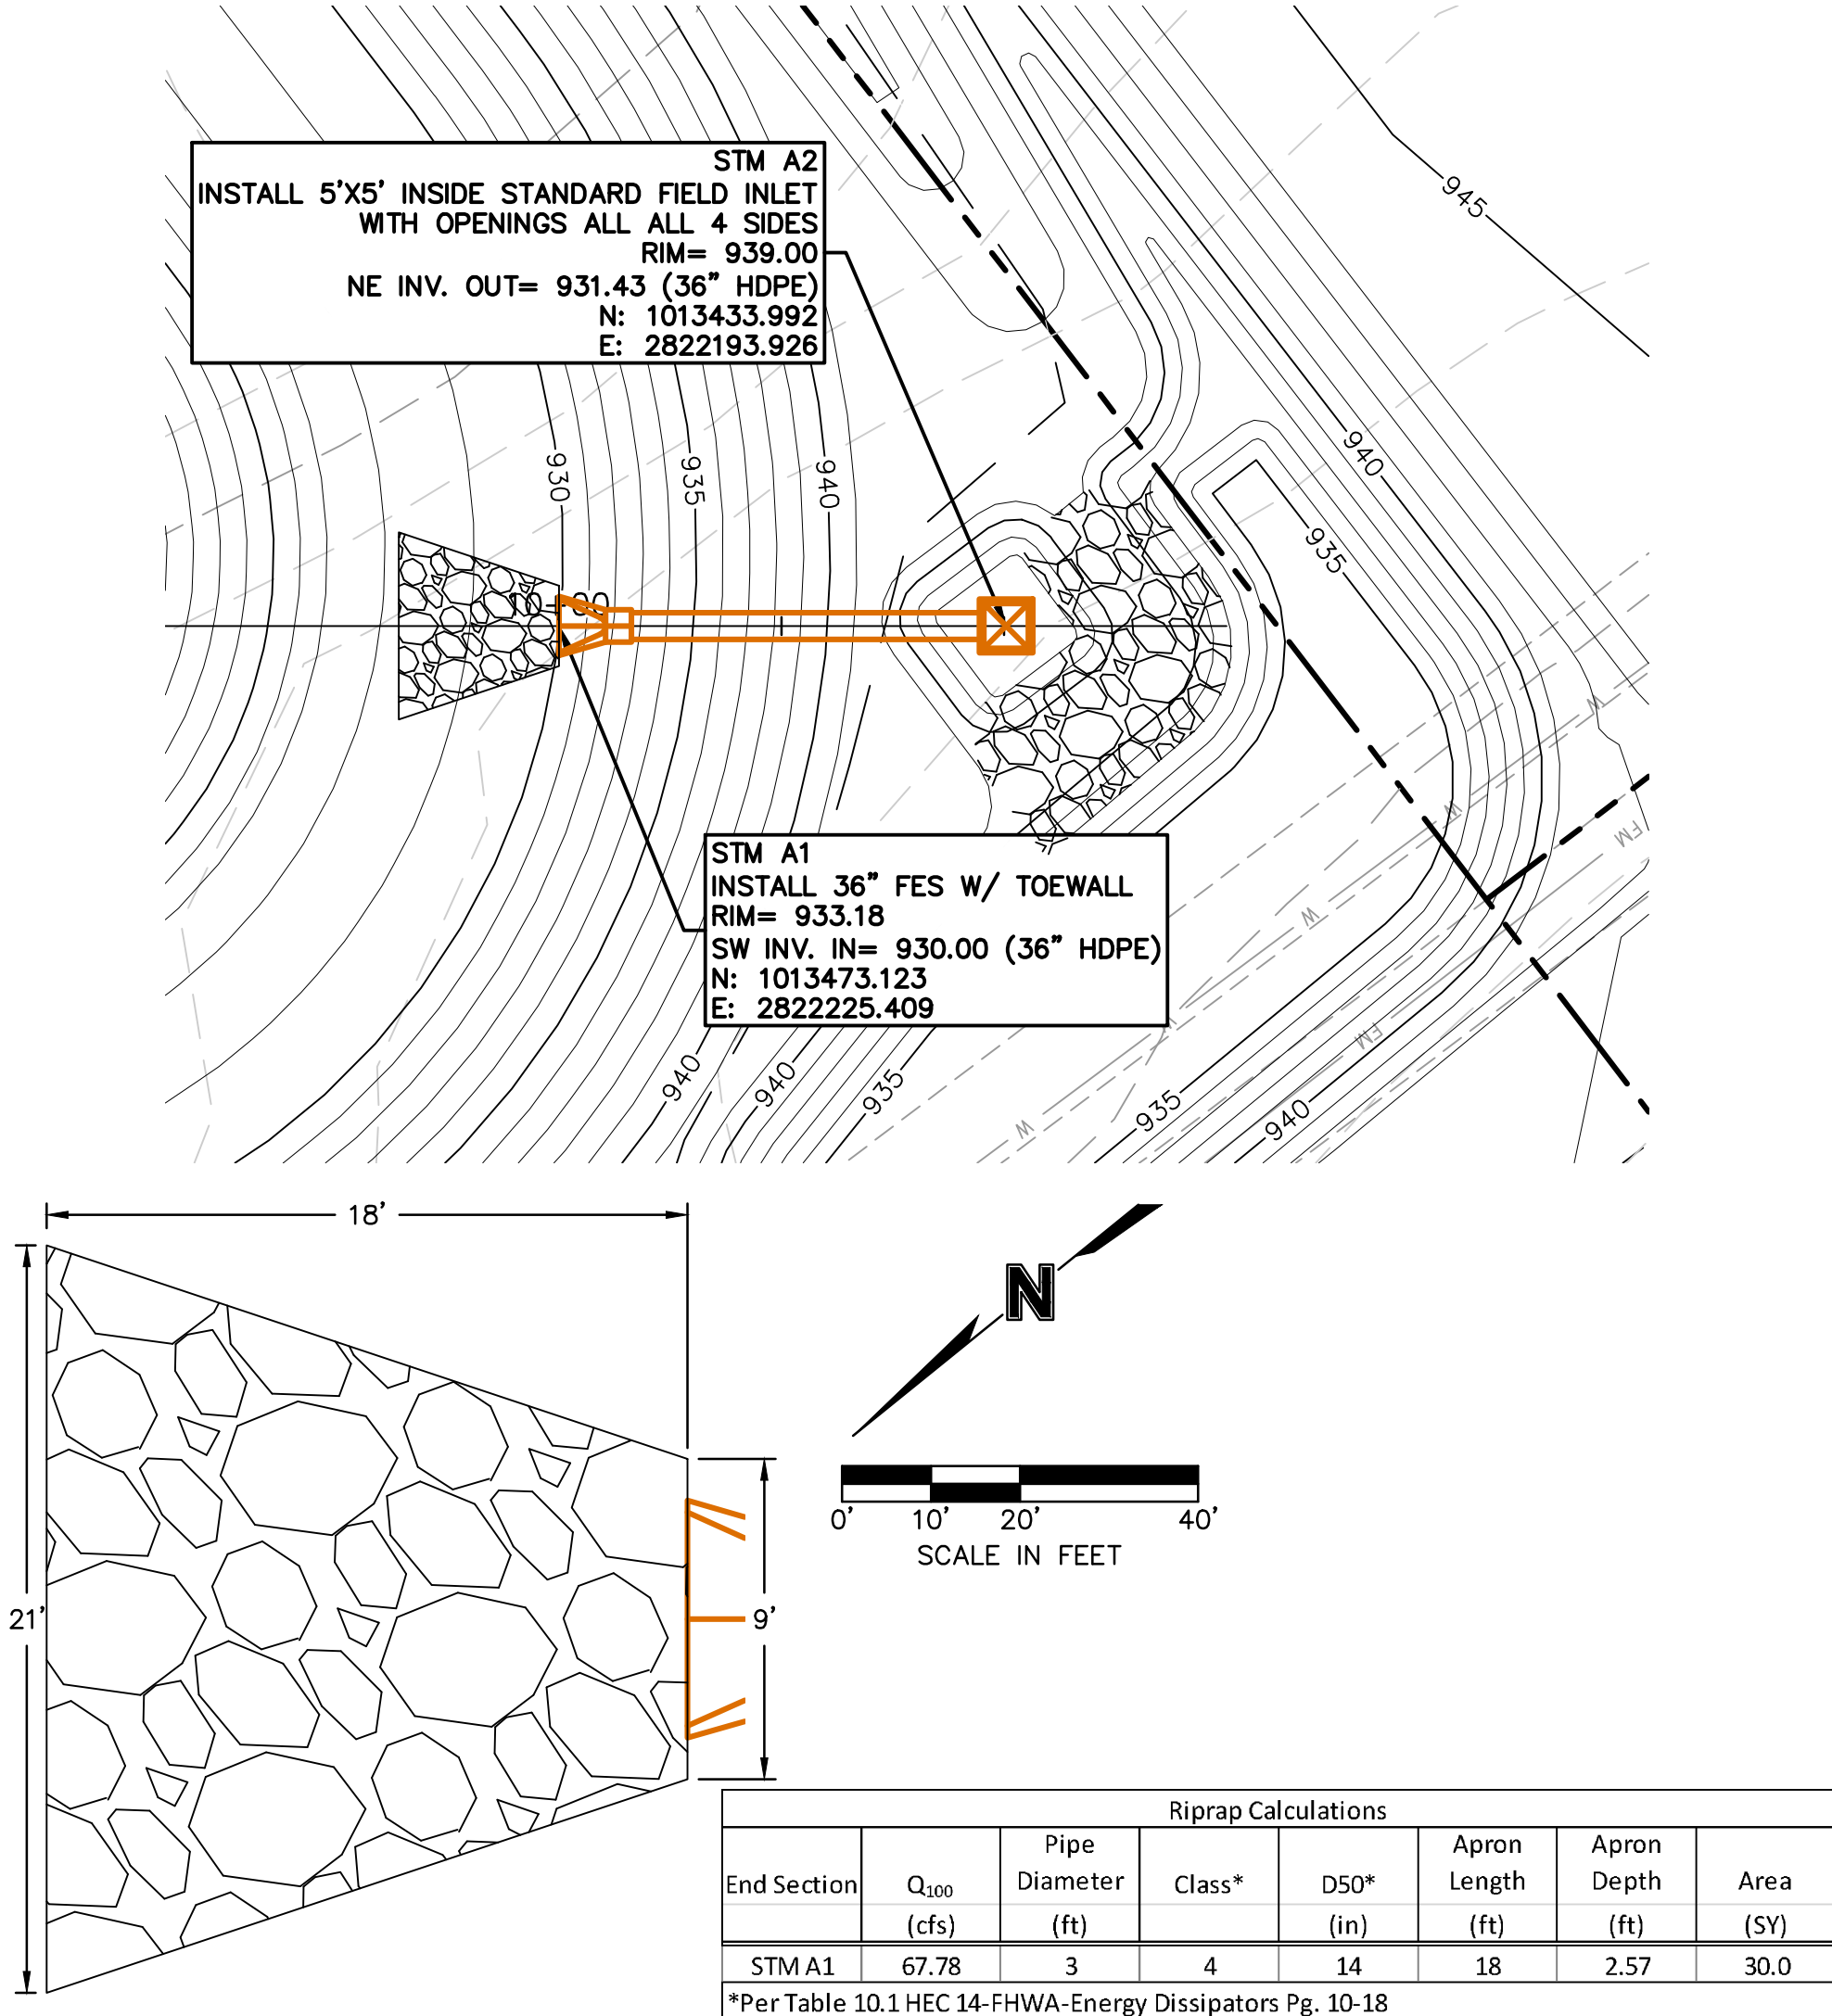 STM A2
INSTALL 5'X5' INSIDE STANDARD FIELD INLET
WITH OPENINGS ALL ALL 4 SIDES
RIM= 939.00
NE INV. OUT= 931.43 (36" HDPE)
N: 1013433.992
E: 2822193.926
945
940
930
935
940
935
STM A1
INSTALL 36" FES W/ TOEWALL
RIM= 933.18
SW INV. IN= 930.00 (36" HDPE)
N: 1013473.123
E: 2822225.409
W
W
FM
W
W
FM
W
940
940
935
935
940
18'
21'
9'
N
0' 10' 20' 40'
SCALE IN FEET
Riprap Calculations
End Section Q100 (cfs) Pipe Diameter (ft) Class* D50* (in) Apron Length (ft) Apron Depth (ft) Area (SY)
STM A1 67.78 3 4 14 18 2.57 30.0
*Per Table 10.1 HEC 14-FHWA-Energy Dissipators Pg. 10-18